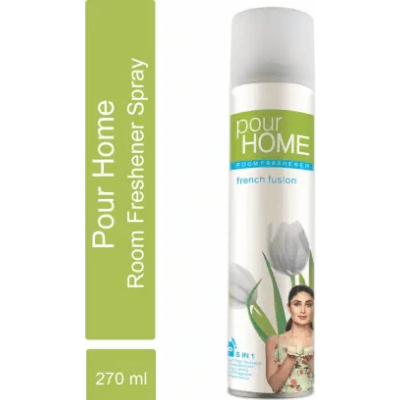 Pour Home
Room Freshener Spray
270 ml
pour
HOME
ROOM FRESHENER
french fusion
5 IN 1